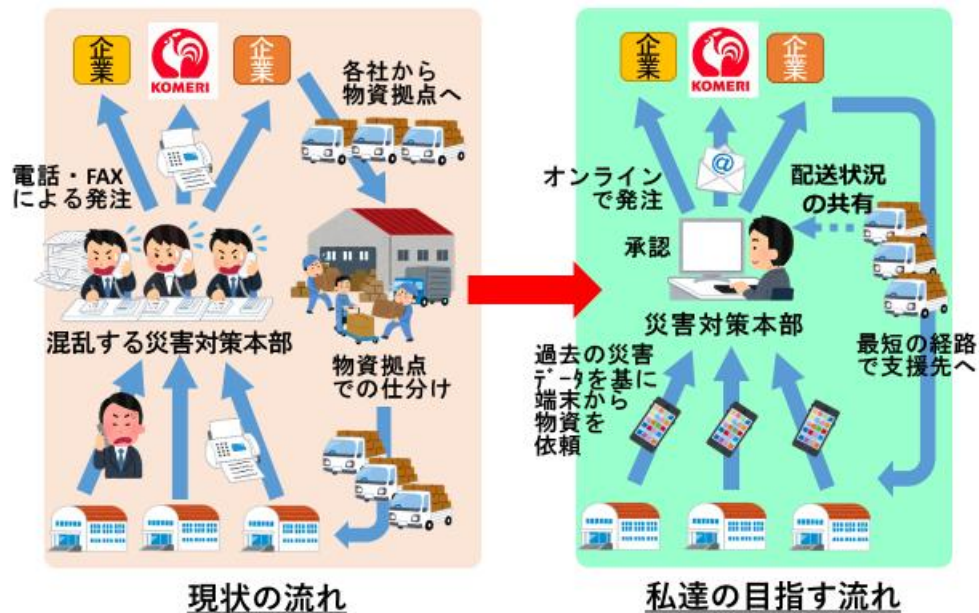 企業
KOMERI
企業
各社から
物資拠点へ
電話・FAX
による発注
混乱する災害対策本部
物資拠点
での仕分け
現状の流れ
企業
KOMERI
企業
オンライン
で発注
@
配送状況
の共有
承認
災害対策本部
過去の災害
データを基に
端末から
物資を
依頼
最短の経路
で支援先へ
私達の目指す流れ